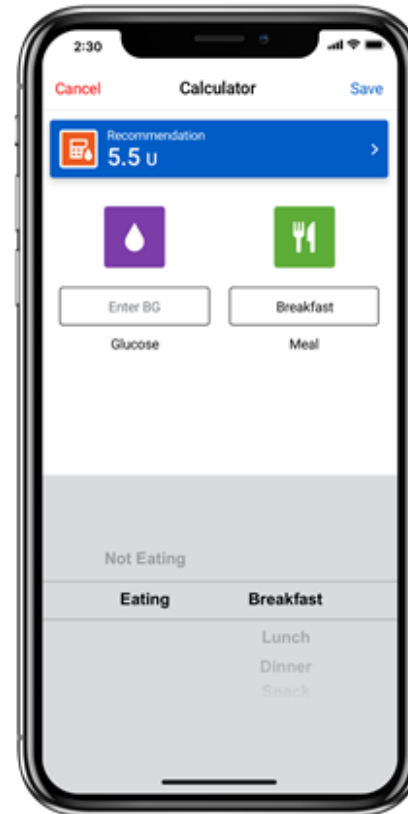 2:30
Cancel Calculator Save
Recommendation
5.5 U
Enter BG Breakfast
Glucose Meal
Not Eating
Eating Breakfast
Lunch
Dinner
Snack